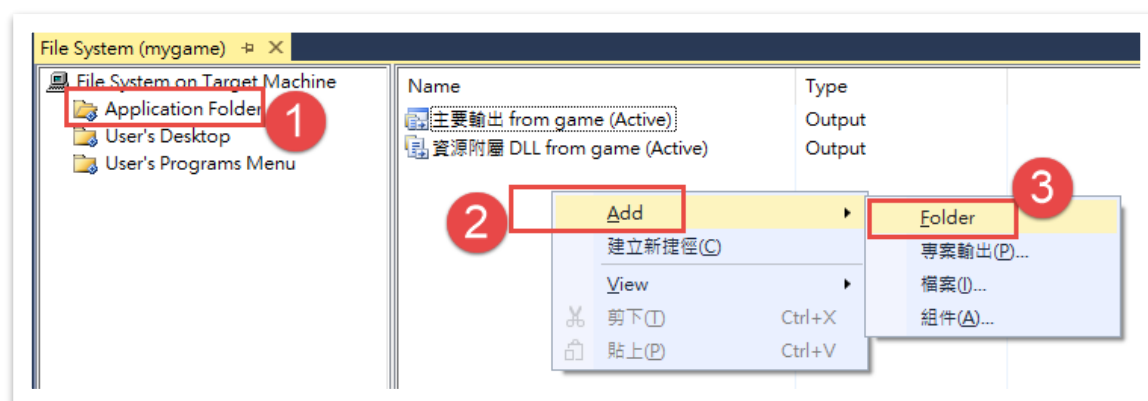 File System (mygame)
File System on Target Machine
Application Folder
User's Desktop
User's Programs Menu
1
Name Type
主要輸出 from game (Active) Output
資源附屬 DLL from game (Active) Output
2
Add
建立新捷徑(C)
View
剪下(T) Ctrl+X
貼上(P) Ctrl+V
3
Folder
專案輸出(P)...
檔案(I)...
組件(A)...